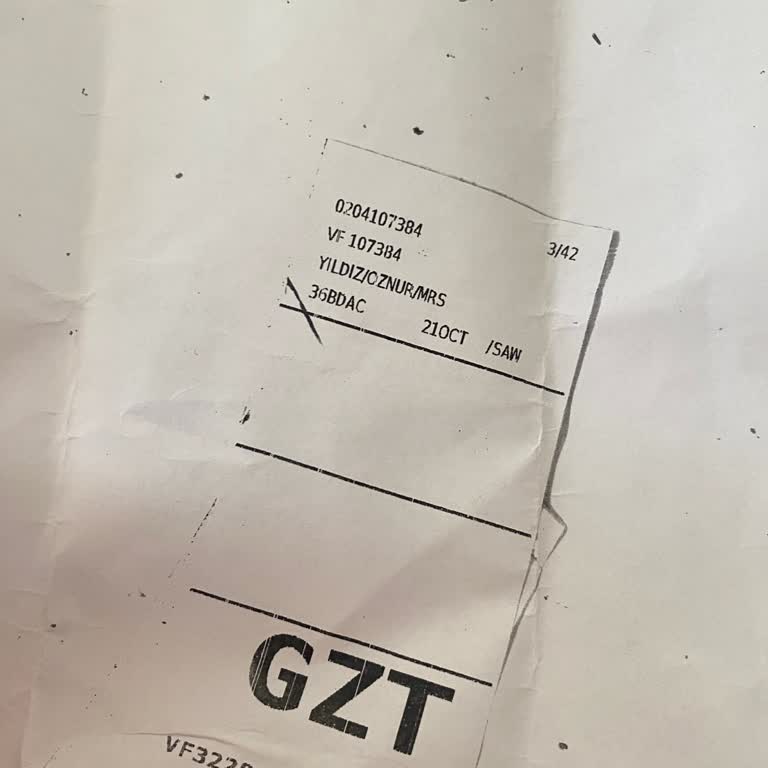 0204107384
VF 107384 3/42
YILDIZ/OZNUR/MRS
36BDAC 21OCT /SAW
GZT